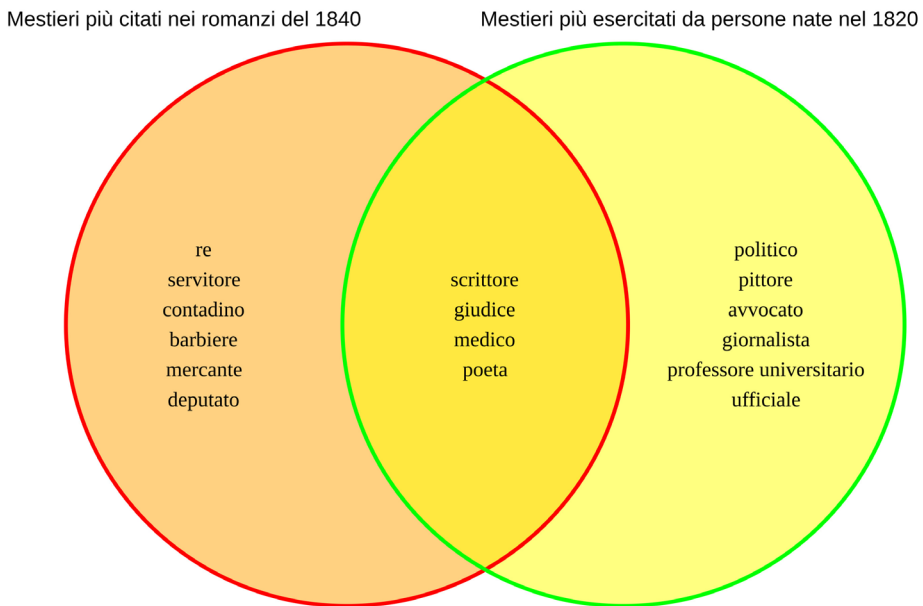 Mestieri più citati nei romanzi del 1840
Mestieri più esercitati da persone nate nel 1820
re
servitore
contadino
barbiere
mercante
deputato
scrittore
giudice
medico
poeta
politico
pittore
avvocato
giornalista
professore universitario
ufficiale